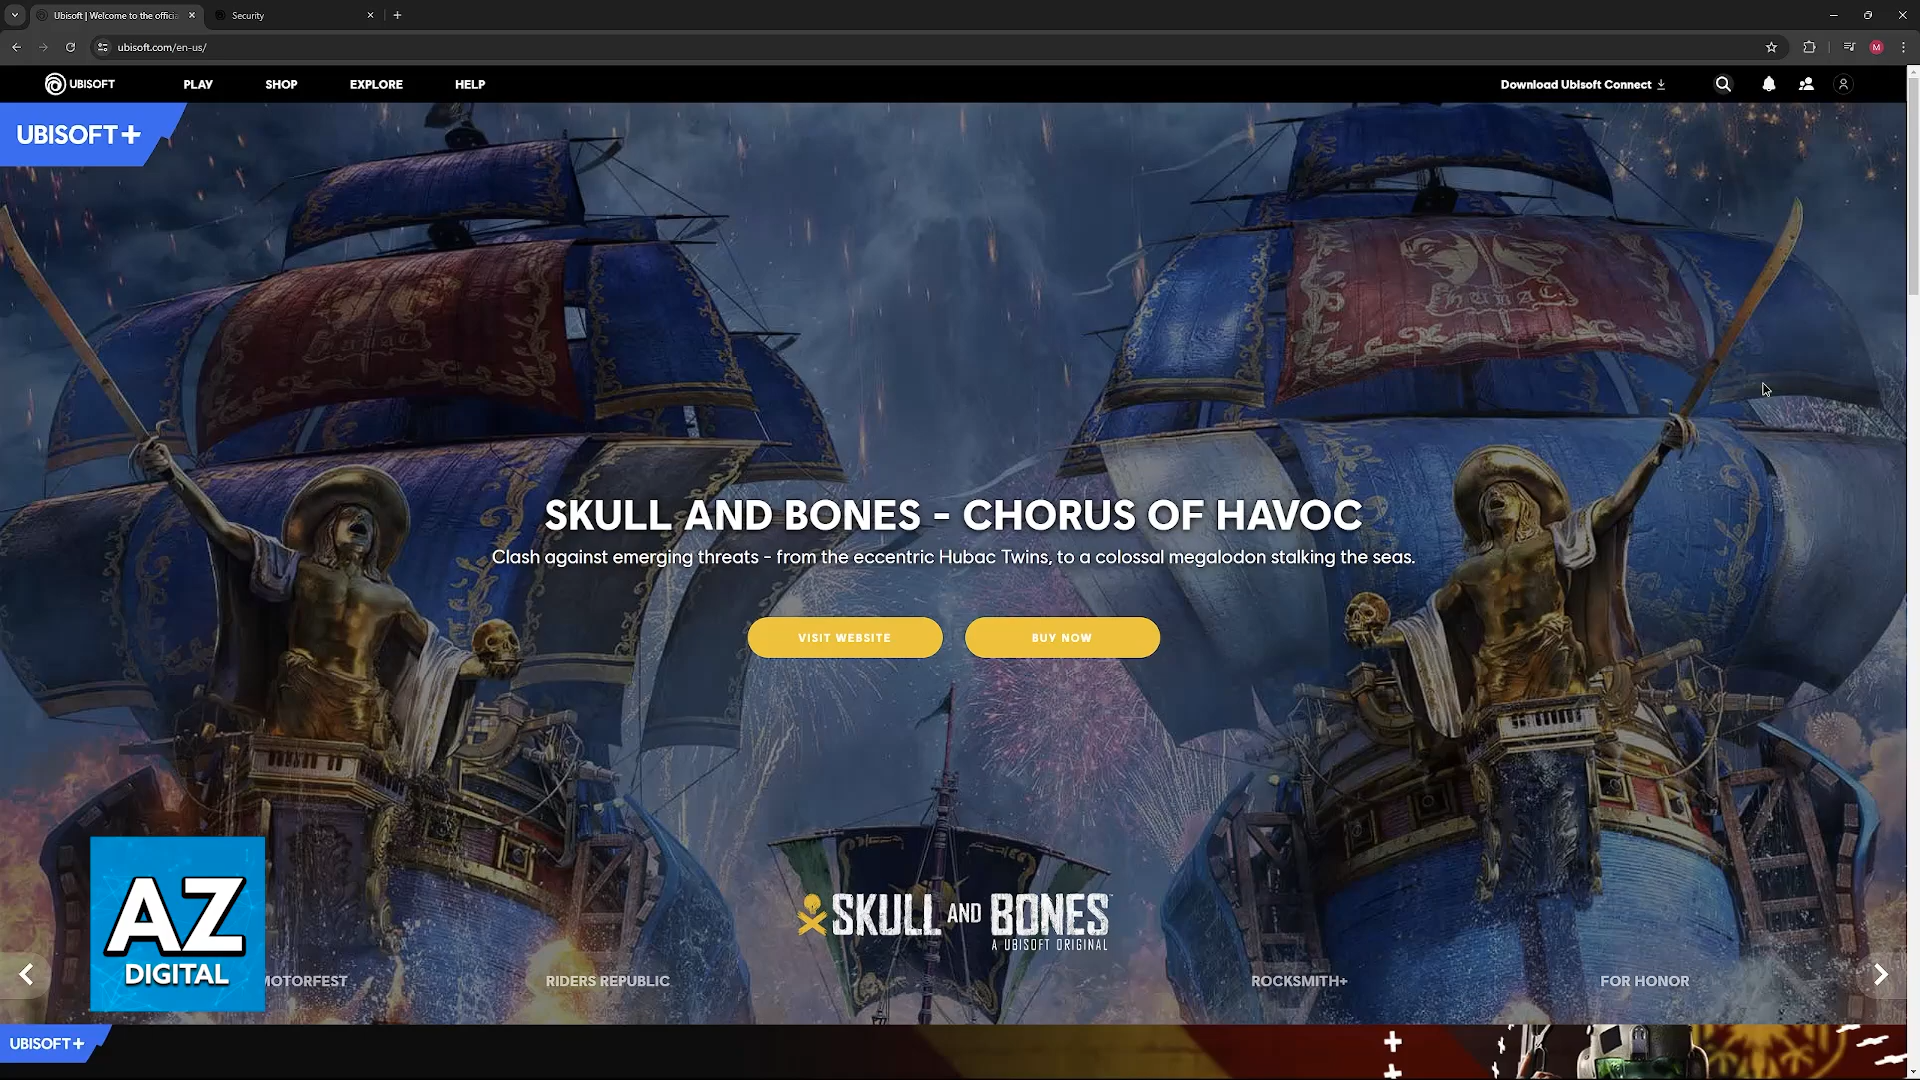 Ubisoft | Welcome to the officia
Security
ubisoft.com/en-us/
M
UBISOFT
PLAY
SHOP
EXPLORE
HELP
Download Ubisoft Connect
UBISOFT+
HUBAC
SKULL AND BONES - CHORUS OF HAVOC
Clash against emerging threats - from the eccentric Hubac Twins, to a colossal megalodon stalking the seas.
VISIT WEBSITE
BUY NOW
SKULL AND BONES
A UBISOFT ORIGINAL
AZ
DIGITAL
MOTORFEST
RIDERS REPUBLIC
ROCKSMITH+
FOR HONOR
UBISOFT+